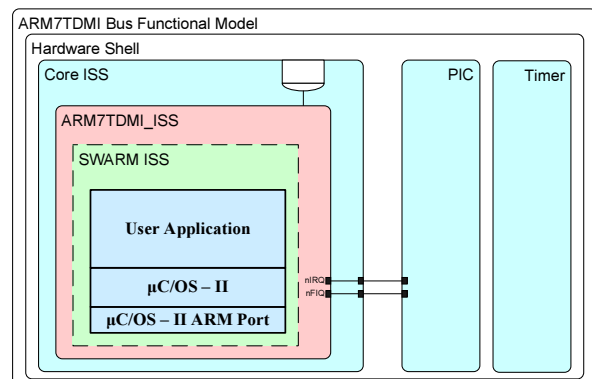 ARM7TDMI Bus Functional Model
Hardware Shell
Core ISS
PIC
Timer
ARM7TDMI_ISS
SWARM ISS
User Application
µC/OS – II
µC/OS – II ARM Port
nIRQ
nFIQ